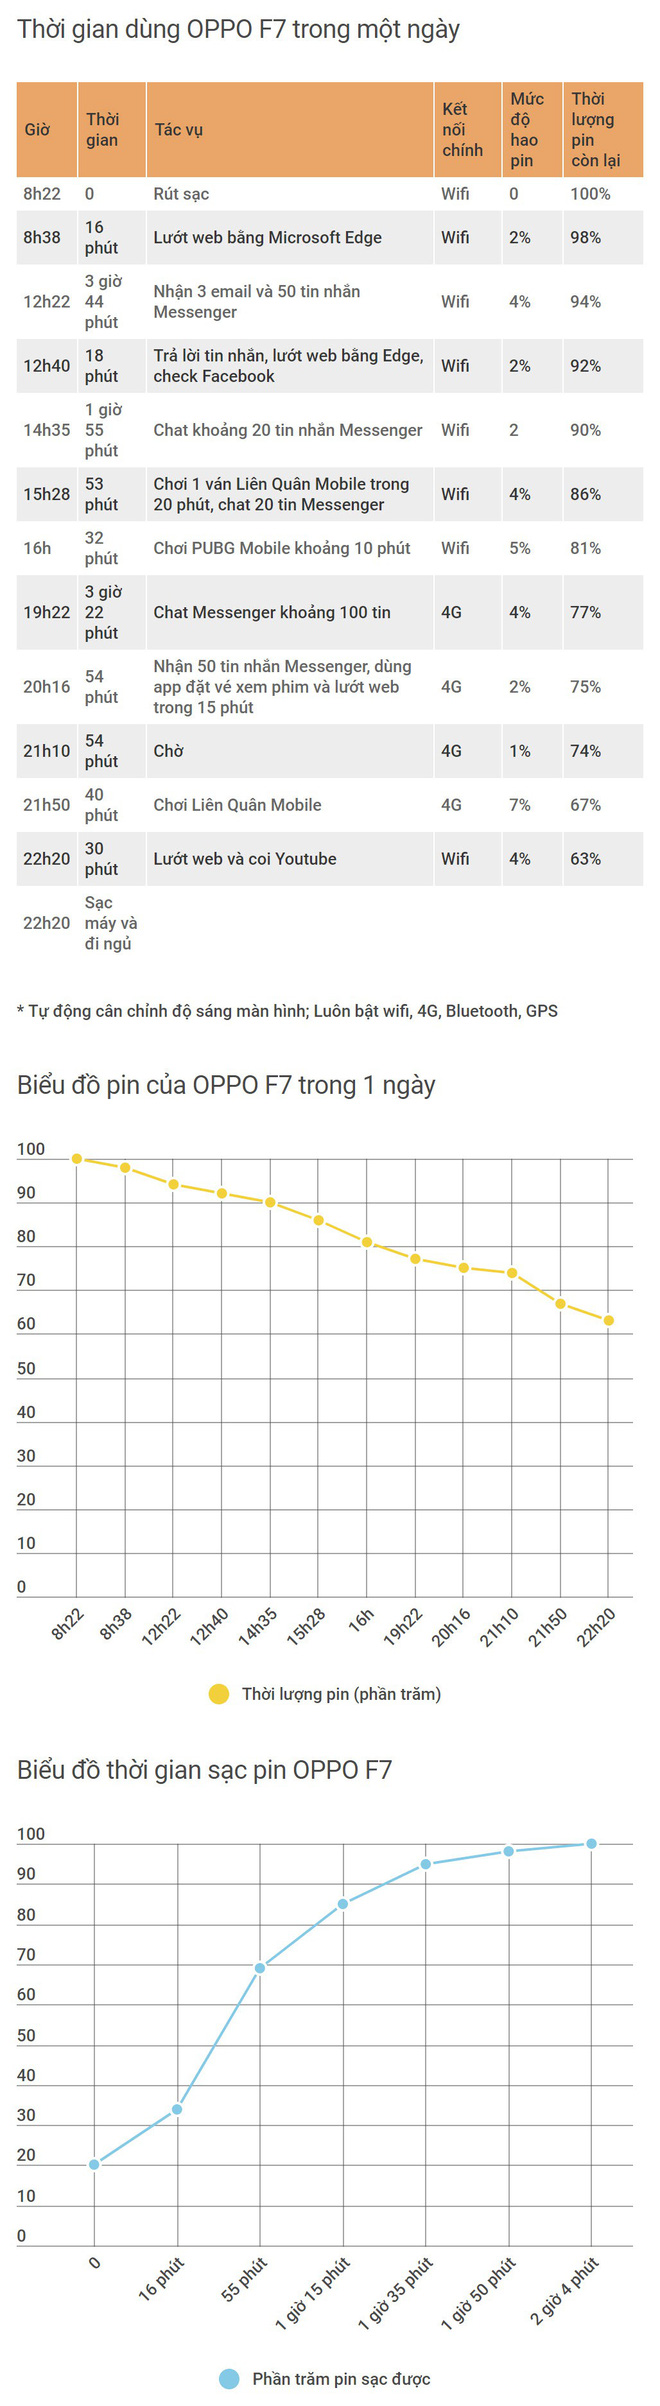 Thời gian dùng OPPO F7 trong một ngày
Giờ
Thời
gian
Tác vụ
Kết
nối
chính
Mức
độ
hao
pin
Thời
lượng
pin
còn lại
8h22
0
Rút sạc
Wifi
0
100%
8h38
16
phút
Lướt web bằng Microsoft Edge
Wifi
2%
98%
12h22
3 giờ
44
phút
Nhận 3 email và 50 tin nhắn
Messenger
Wifi
4%
94%
12h40
18
phút
Trả lời tin nhắn, lướt web bằng Edge,
check Facebook
Wifi
2%
92%
14h35
1 giờ
55
phút
Chat khoảng 20 tin nhắn Messenger
Wifi
2
90%
15h28
53
phút
Chơi 1 ván Liên Quân Mobile trong
20 phút, chat 20 tin Messenger
Wifi
4%
86%
16h
32
phút
Chơi PUBG Mobile khoảng 10 phút
Wifi
5%
81%
19h22
3 giờ
22
phút
Chat Messenger khoảng 100 tin
4G
4%
77%
20h16
54
phút
Nhận 50 tin nhắn Messenger, dùng
app đặt vé xem phim và lướt web
trong 15 phút
4G
2%
75%
21h10
54
phút
Chờ
4G
1%
74%
21h50
40
phút
Chơi Liên Quân Mobile
4G
7%
67%
22h20
30
phút
Lướt web và coi Youtube
Wifi
4%
63%
22h20
Sạc
máy và
đi ngủ
* Tự động cân chỉnh độ sáng màn hình; Luôn bật wifi, 4G, Bluetooth, GPS
Biểu đồ pin của OPPO F7 trong 1 ngày
100
90
80
70
60
50
40
30
20
10
0
8h22
8h38
12h22
12h40
14h35
15h28
16h
19h22
20h16
21h10
21h50
22h20
Thời lượng pin (phần trăm)
Biểu đồ thời gian sạc pin OPPO F7
100
90
80
70
60
50
40
30
20
10
0
0
16 phút
55 phút
1 giờ 15 phút
1 giờ 35 phút
1 giờ 50 phút
2 giờ 4 phút
Phần trăm pin sạc được